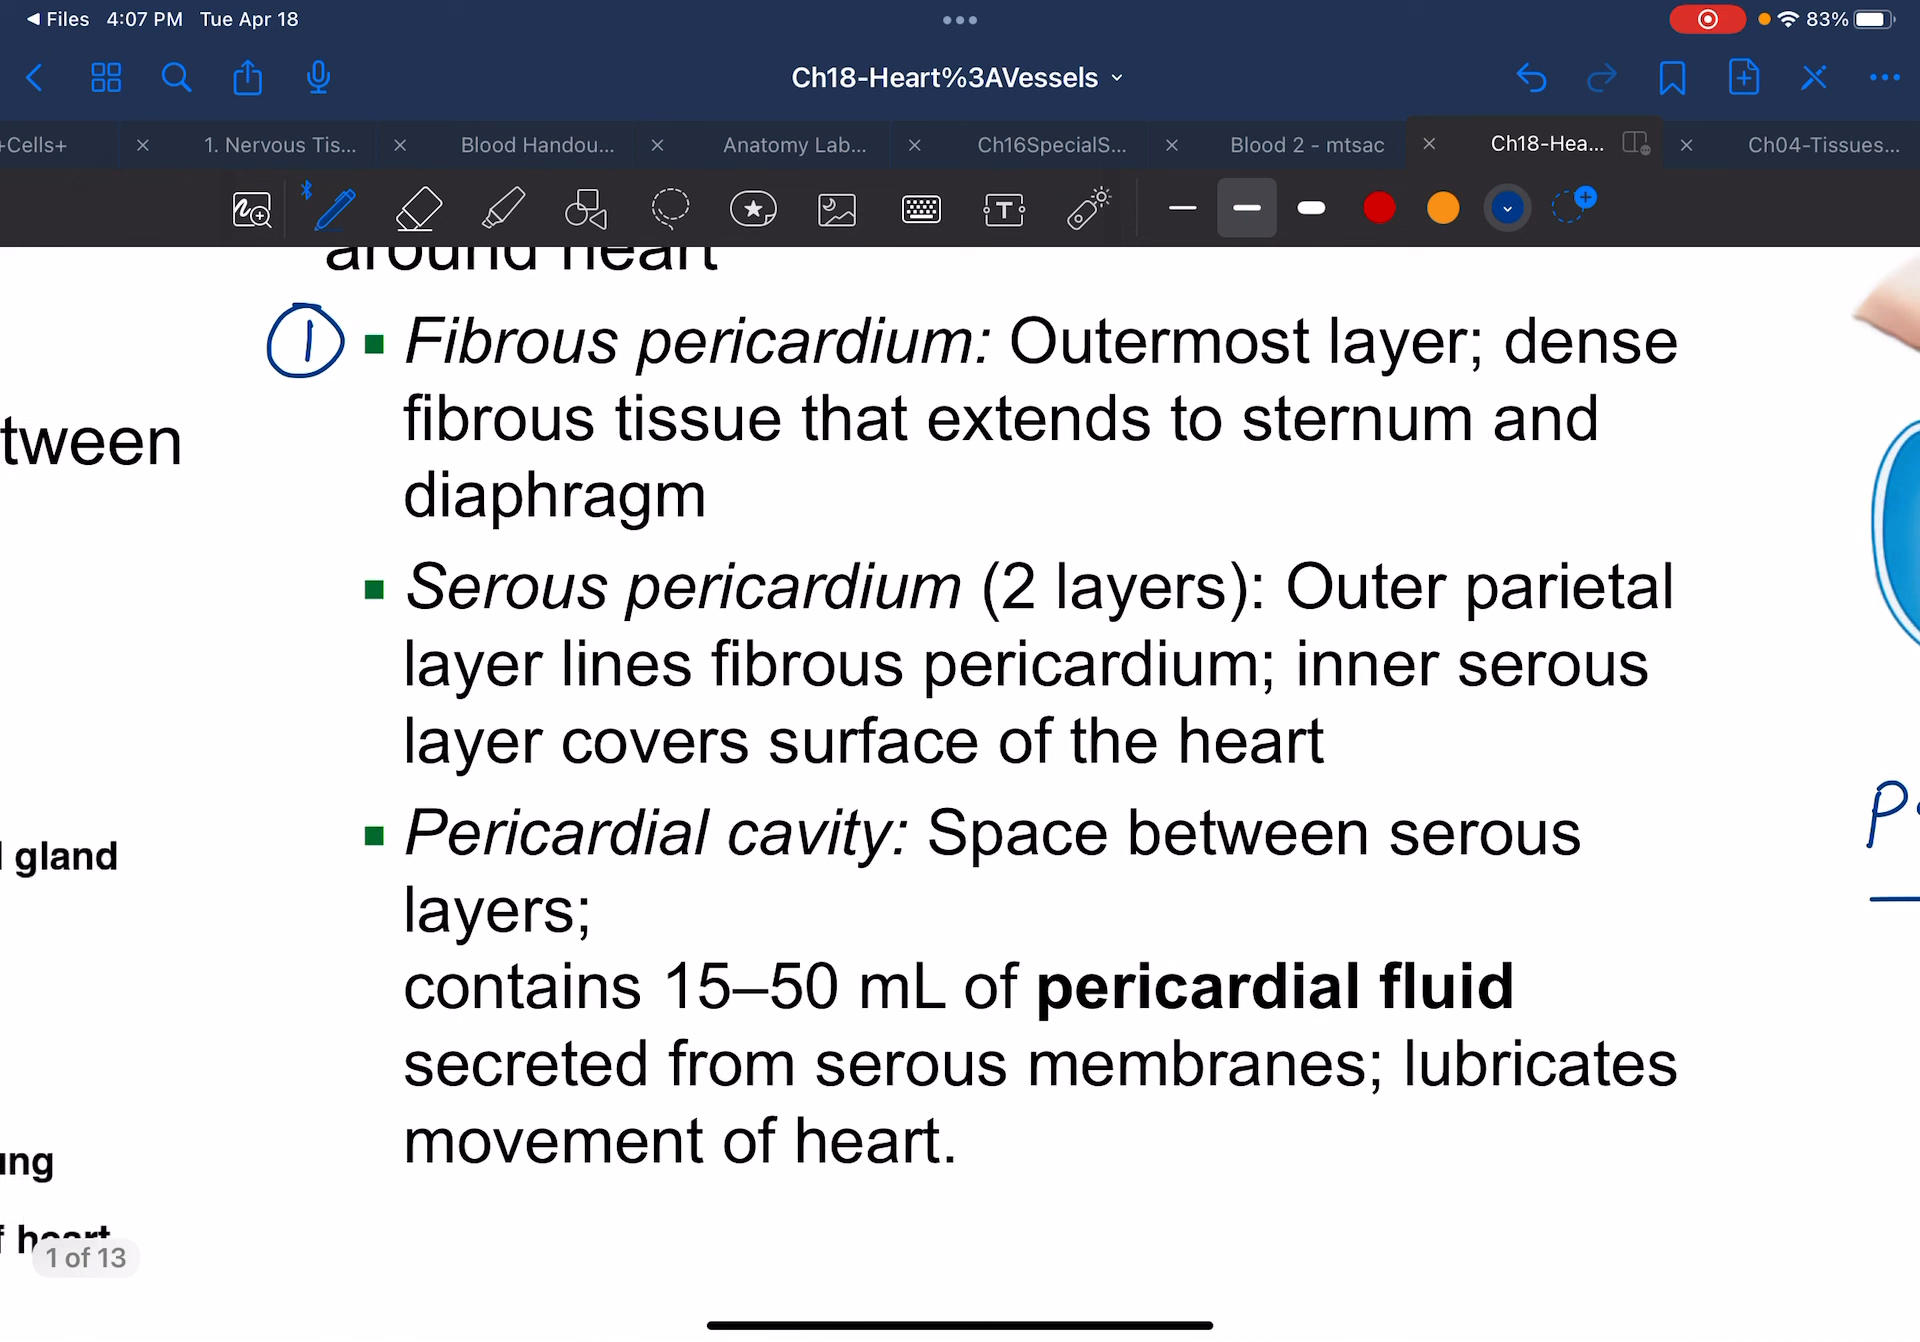 Files 4:07 PM Tue Apr 18
83%
Ch18-Heart%3AVessels
+Cells+
1. Nervous Tis...
Blood Handou...
Anatomy Lab...
Ch16SpecialS...
Blood 2 - mtsac
Ch18-Hea...
Ch04-Tissues...
around heart
1
Fibrous pericardium: Outermost layer; dense
fibrous tissue that extends to sternum and
diaphragm
tween
Serous pericardium (2 layers): Outer parietal
layer lines fibrous pericardium; inner serous
layer covers surface of the heart
Pericardial cavity: Space between serous
layers;
contains 15–50 mL of pericardial fluid
secreted from serous membranes; lubricates
movement of heart.
gland
ung
heart
1 of 13